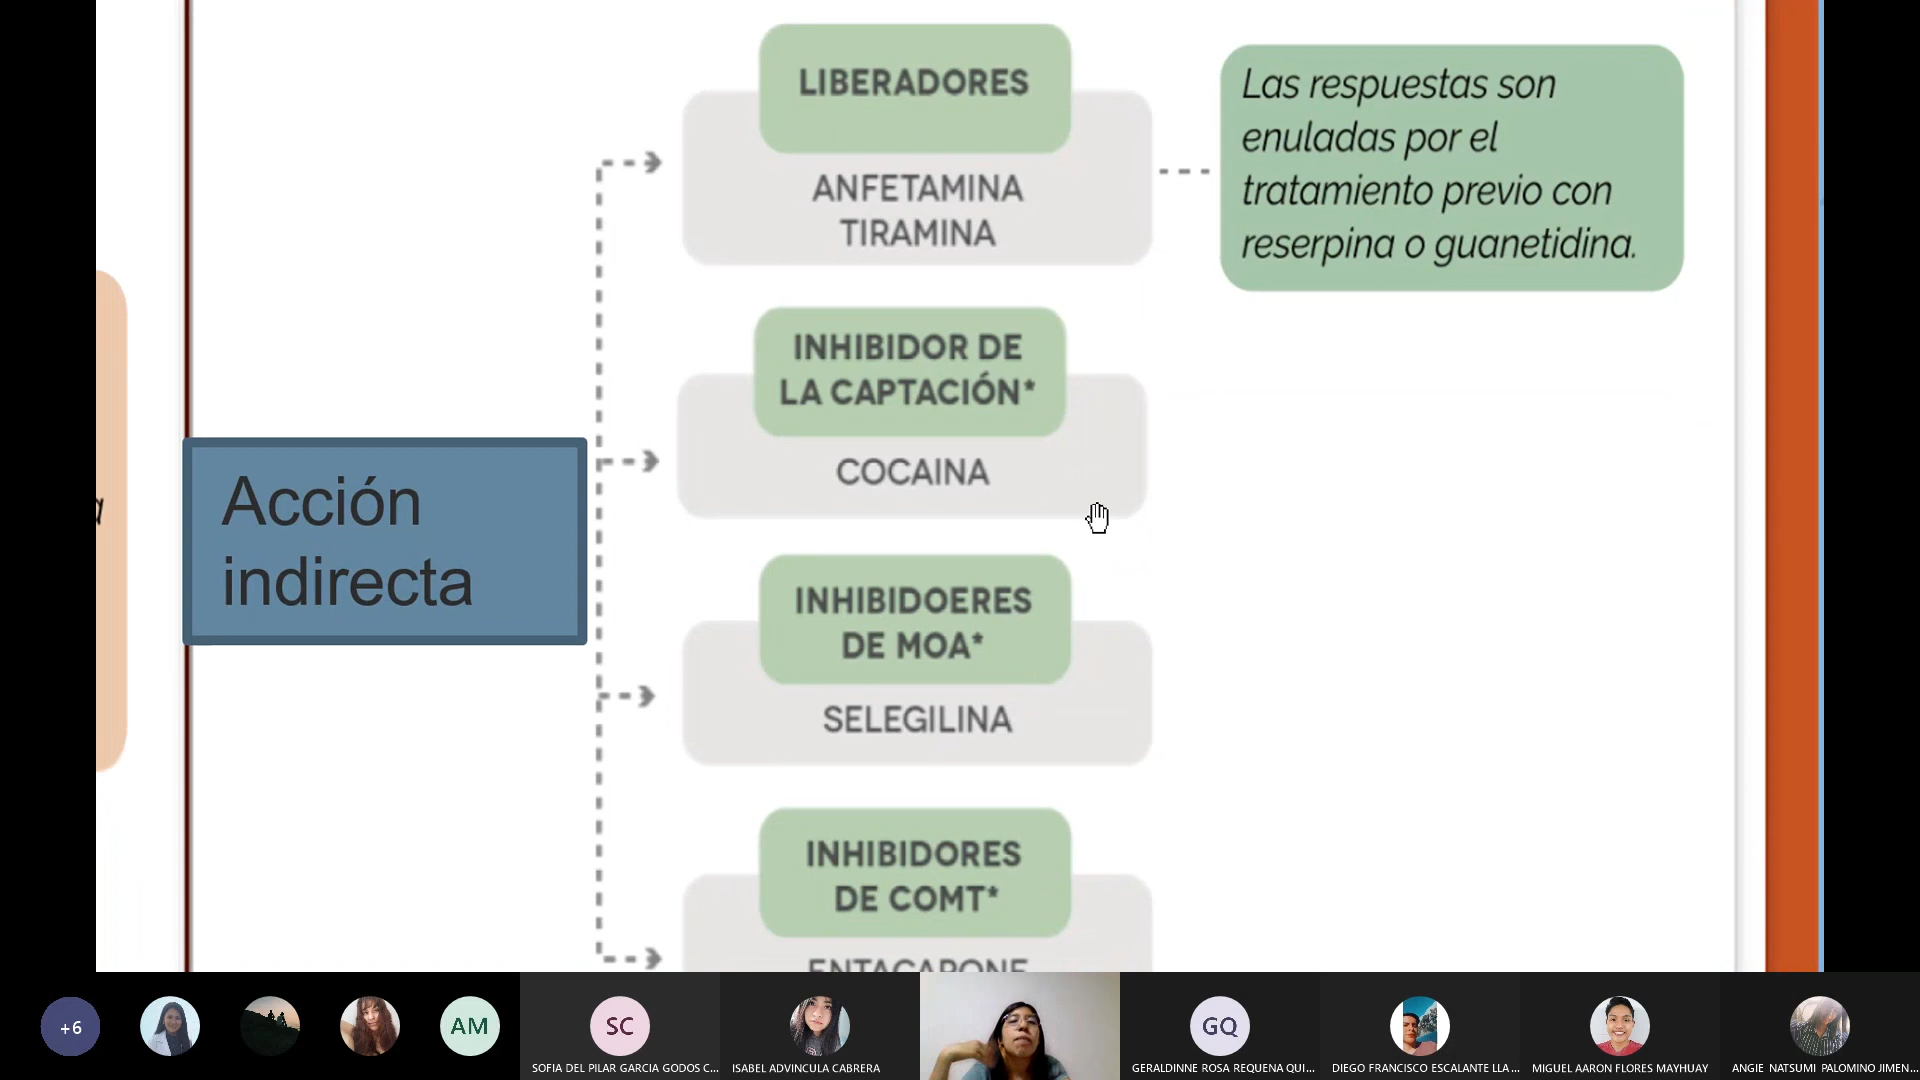 LIBERADORES
ANFETAMINA
TIRAMINA
Las respuestas son
enuladas por el
tratamiento previo con
reserpina o guanetidina.
INHIBIDOR DE
LA CAPTACIÓN*
COCAINA
Acción
indirecta
INHIBIDOERES
DE MOA*
SELEGILINA
INHIBIDORES
DE COMT*
ENTACAPONE
+6
AM
SC
SOFIA DEL PILAR GARCIA GODOS C...
ISABEL ADVINCULA CABRERA
GQ
GERALDINNE ROSA REQUENA QUI...
DIEGO FRANCISCO ESCALANTE LLA...
MIGUEL AARON FLORES MAYHUAY
ANGIE NATSUMI PALOMINO JIMEN...